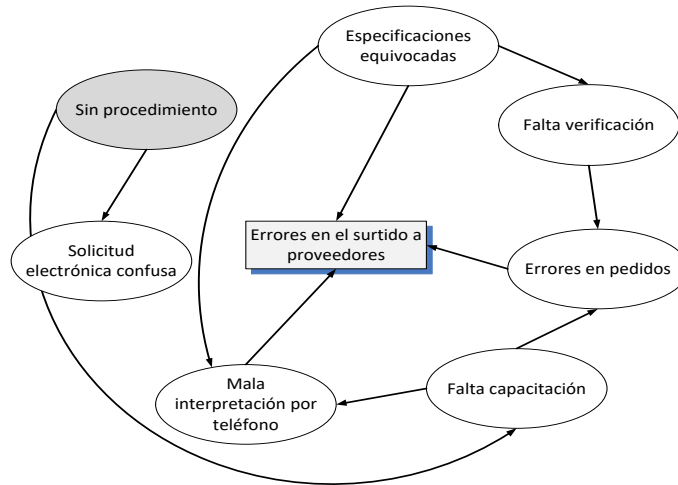 Especificaciones
equivocadas
Sin procedimiento
Falta verificación
Errores en el surtido a
proveedores
Solicitud
electrónica confusa
Errores en pedidos
Mala
interpretación por
teléfono
Falta capacitación